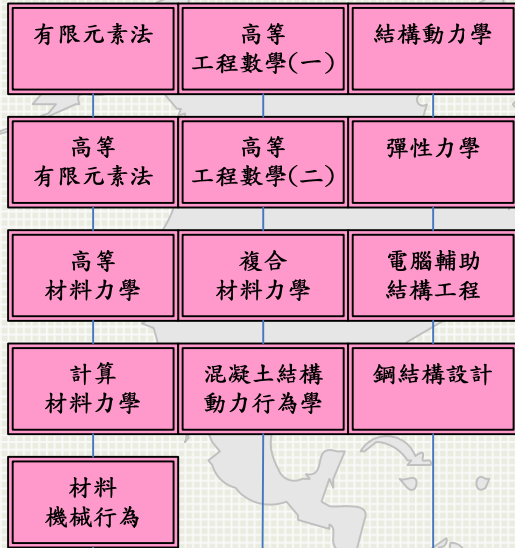 有限元素法
高等
工程數學(一)
結構動力學
高等
有限元素法
高等
工程數學(二)
彈性力學
高等
材料力學
複合
材料力學
電腦輔助
結構工程
計算
材料力學
混凝土結構
動力行為學
鋼結構設計
材料
機械行為